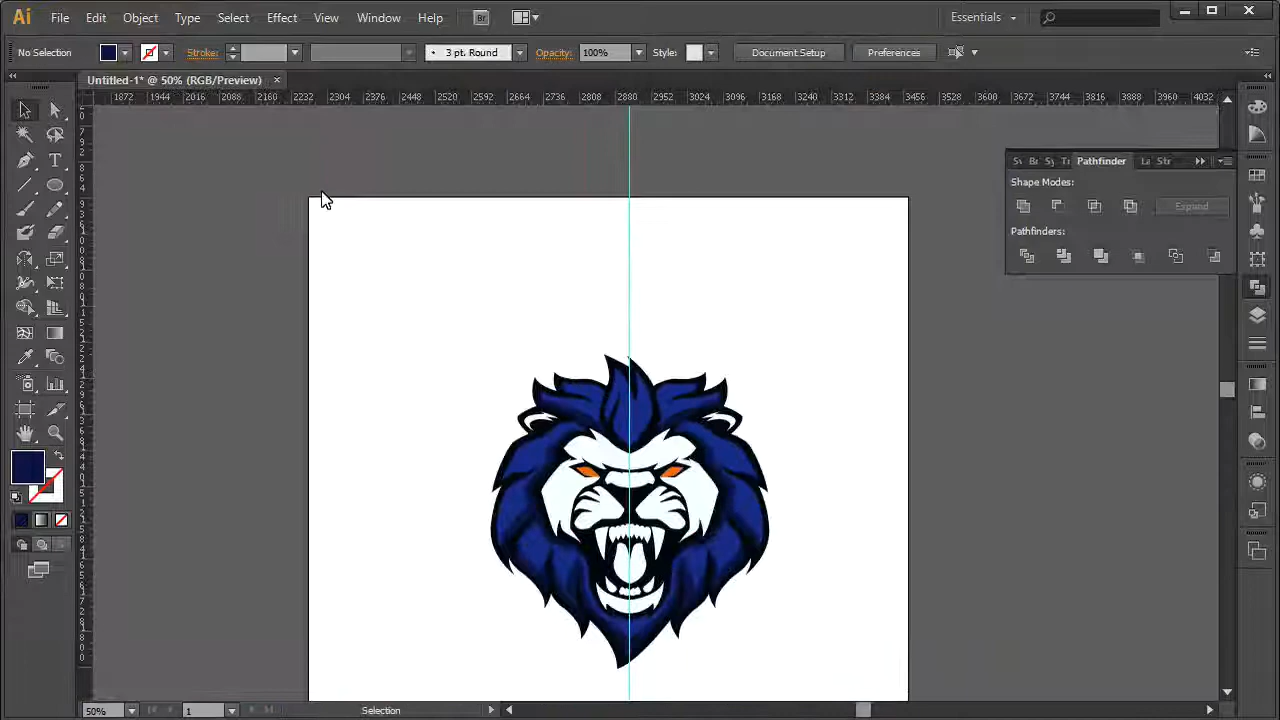 Ai File Edit Object Type Select Effect View Window Help Br Essentials
No Selection Stroke: 3 pt. Round Opacity: 100% Style: Document Setup Preferences
Untitled-1* @ 50% (RGB/Preview)
1872 1944 2016 2088 2160 2232 2304 2376 2448 2520 2592 2664 2736 2808 2880 2952 3024 3096 3168 3240 3312 3384 3456 3528 3600 3672 3744 3816 3888 3960 4032
Pathfinder Str
Shape Modes:
Expand
Pathfinders:
50% 1 Selection